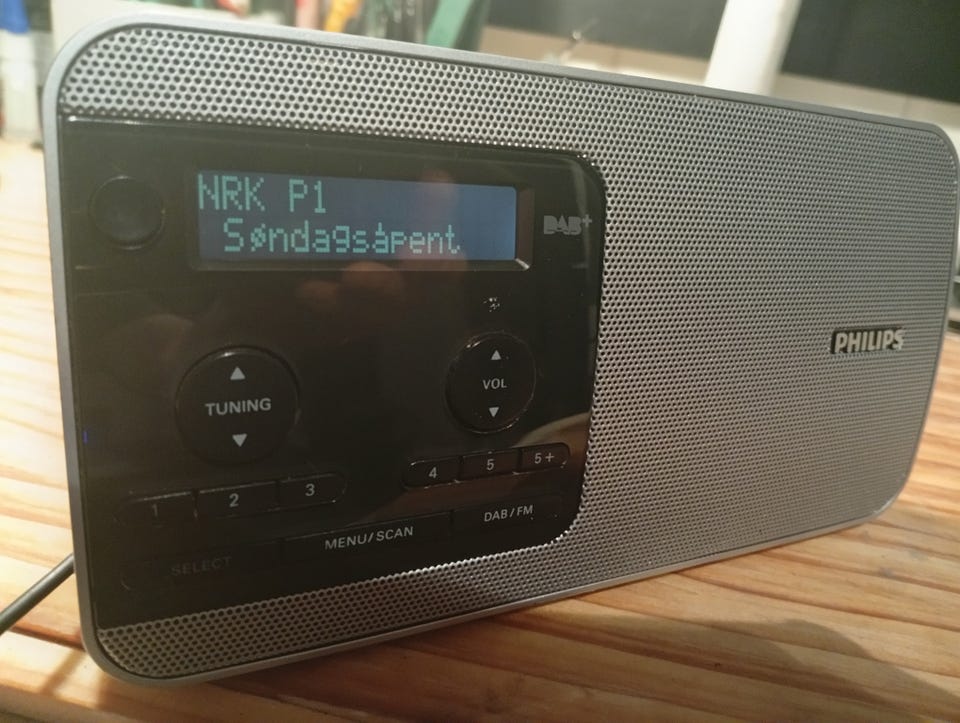 NRK P1
Søndagsåpent
DAB+
PHILIPS
TUNING
VOL
1 2 3
4 5 5+
SELECT
MENU/SCAN
DAB/FM